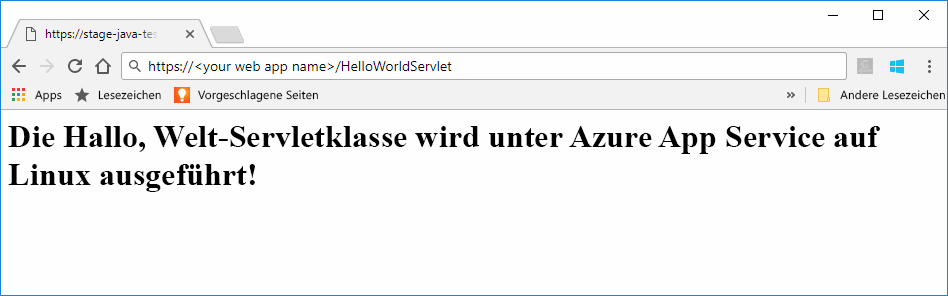 https://stage-java-tes
https://<your web app name>/HelloWorldServlet
Apps Lesezeichen Vorgeschlagene Seiten » Andere Lesezeichen
Die Hallo, Welt-Servletklasse wird unter Azure App Service auf
Linux ausgeführt!